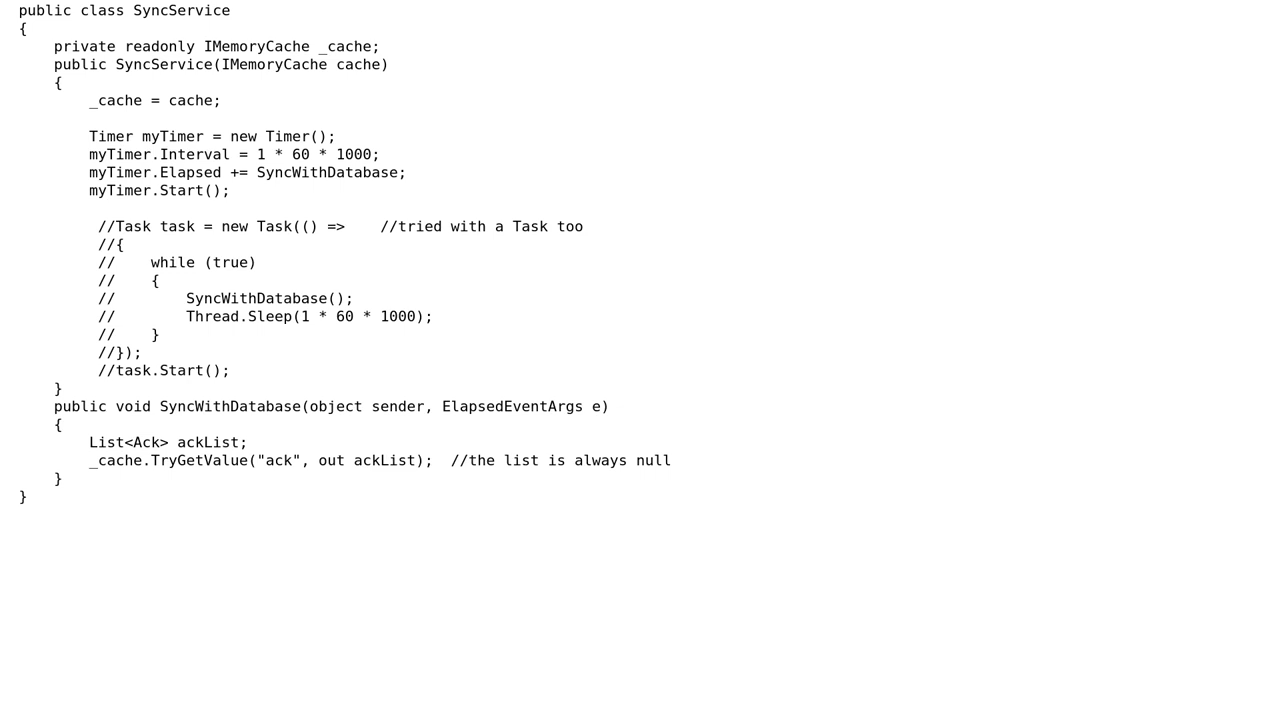 public class SyncService
{
    private readonly IMemoryCache _cache;
    public SyncService(IMemoryCache cache)
    {
        _cache = cache;

        Timer myTimer = new Timer();
        myTimer.Interval = 1 * 60 * 1000;
        myTimer.Elapsed += SyncWithDatabase;
        myTimer.Start();

         //Task task = new Task(() =>    //tried with a Task too
         //{
         //    while (true)
         //    {
         //        SyncWithDatabase();
         //        Thread.Sleep(1 * 60 * 1000);
         //    }
         //});
         //task.Start();
    }
    public void SyncWithDatabase(object sender, ElapsedEventArgs e)
    {
        List<Ack> ackList;
        _cache.TryGetValue("ack", out ackList);  //the list is always null
    }
}